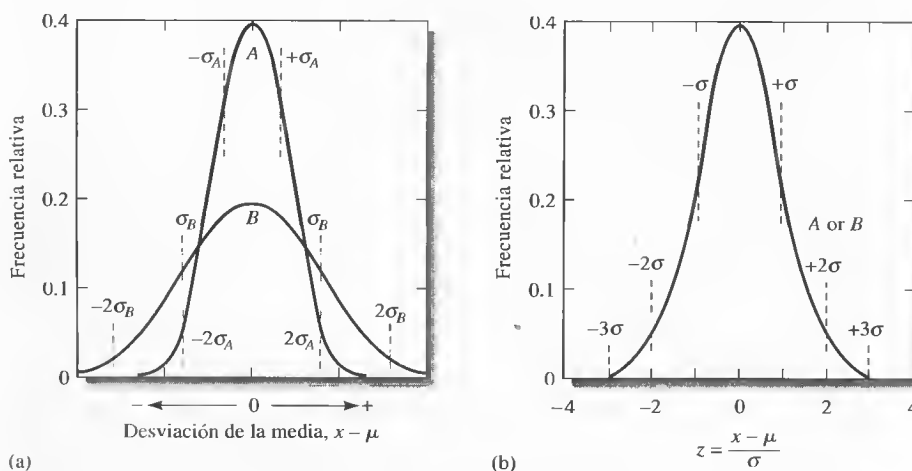 0.4
0.3
0.2
0.1
0
Frecuencia relativa
A
−σA
+σA
B
σB
σB
−2σB
2σB
−2σA
2σA
− 0 +
Desviación de la media, x − μ
(a)
0.4
0.3
0.2
0.1
0
Frecuencia relativa
−σ
+σ
A or B
−2σ
+2σ
−3σ
+3σ
−4 −2 0 2 4
z = x − μ
σ
(b)